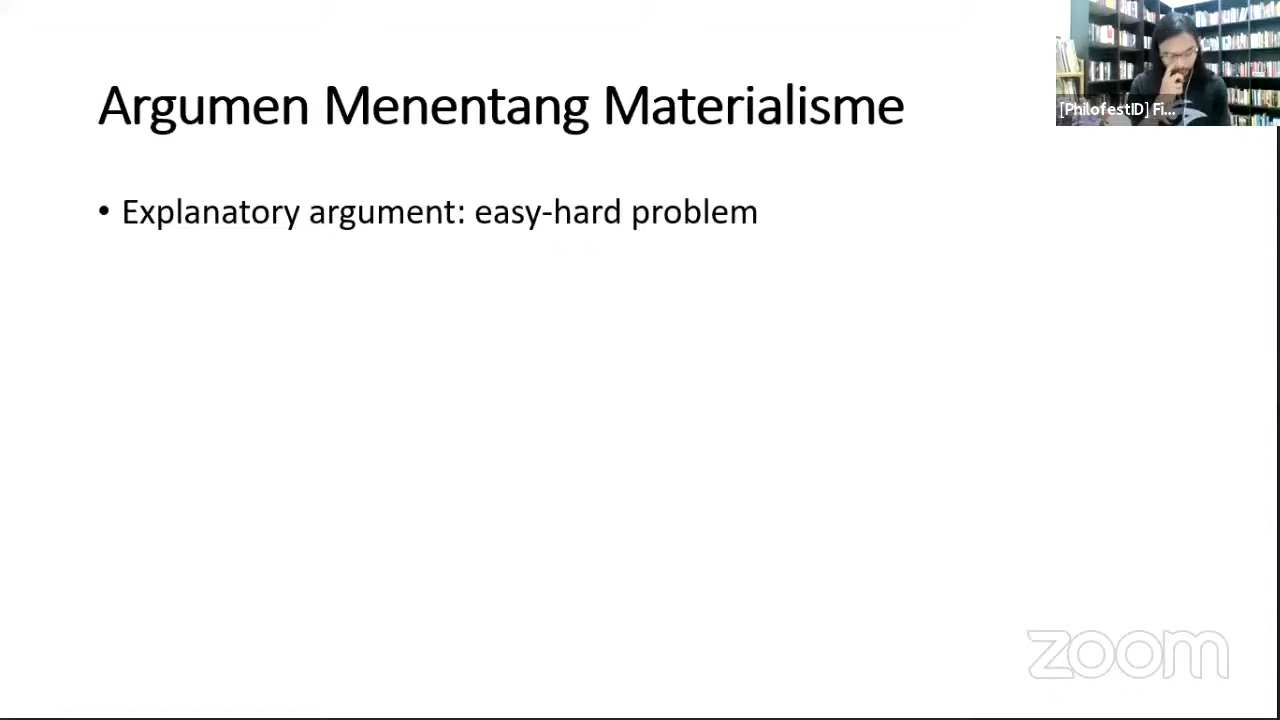 Argumen Menentang Materialisme
[PhilofestID] Fi...
• Explanatory argument: easy-hard problem
zoom